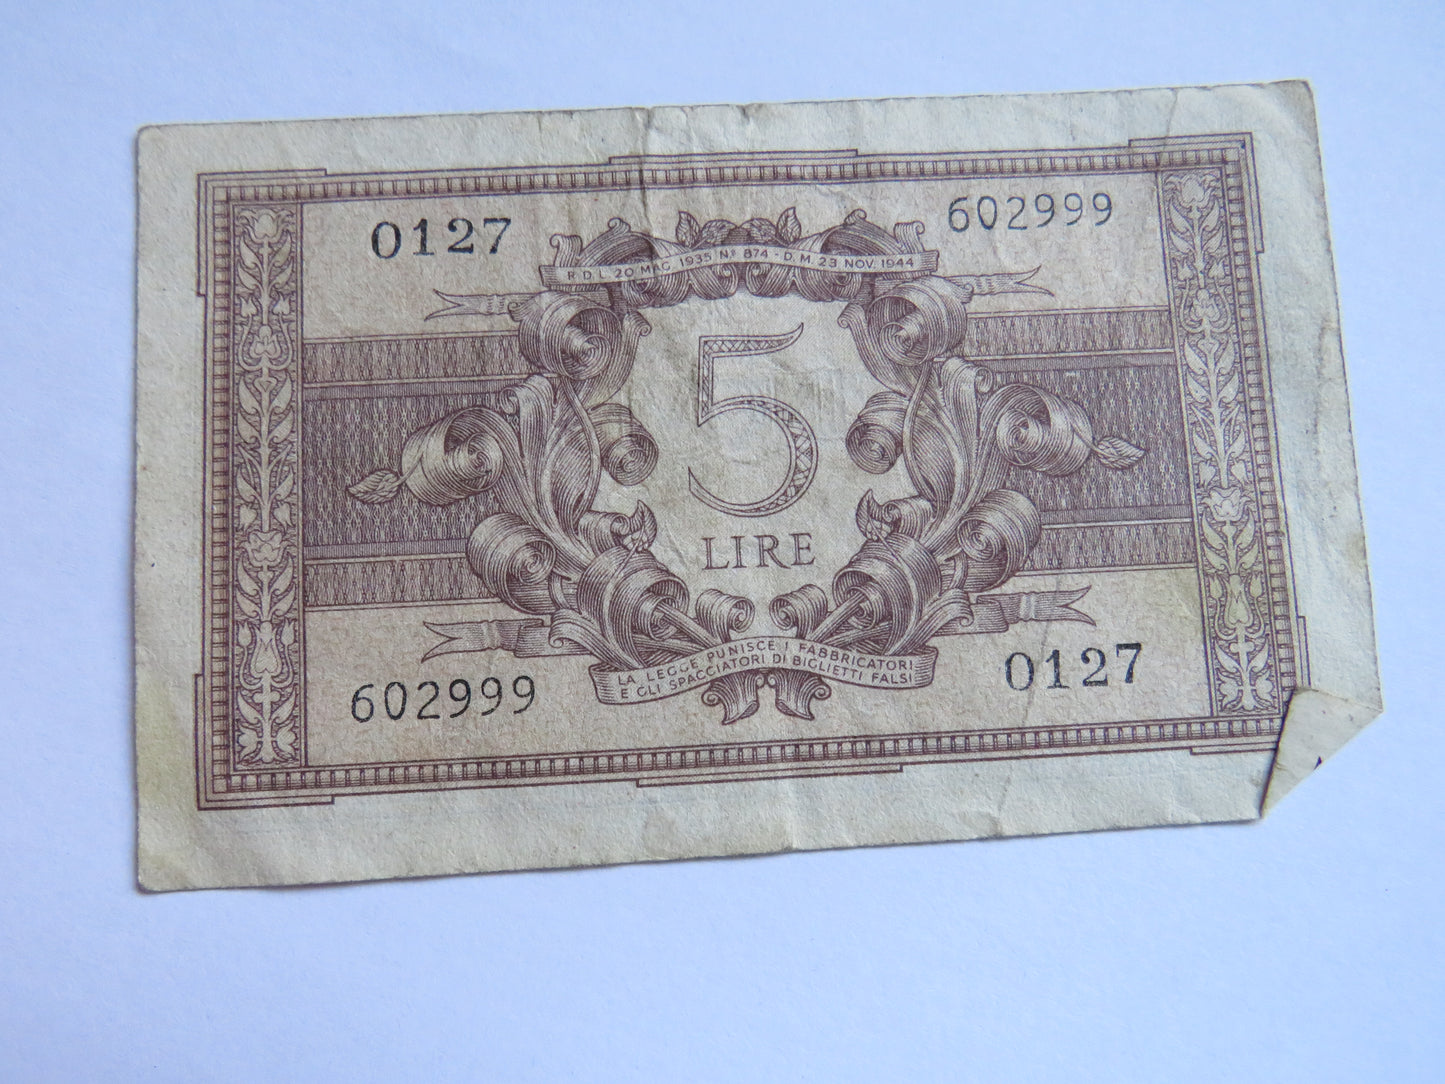 0127
602999
R.D.L. 20 MAG. 1935 Nº 874 - D.M. 23 NOV. 1944
5
LIRE
LA LEGGE PUNISCE I FABBRICATORI
E GLI SPACCIATORI DI BIGLIETTI FALSI
602999
0127